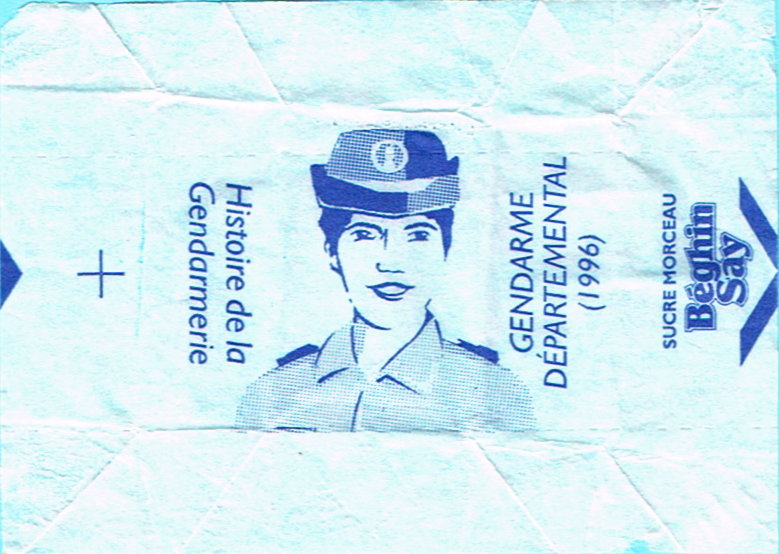 Histoire de la
Gendarmerie
GENDARME
DÉPARTEMENTAL
(1996)
SUCRE MORCEAU
Béghin
Say